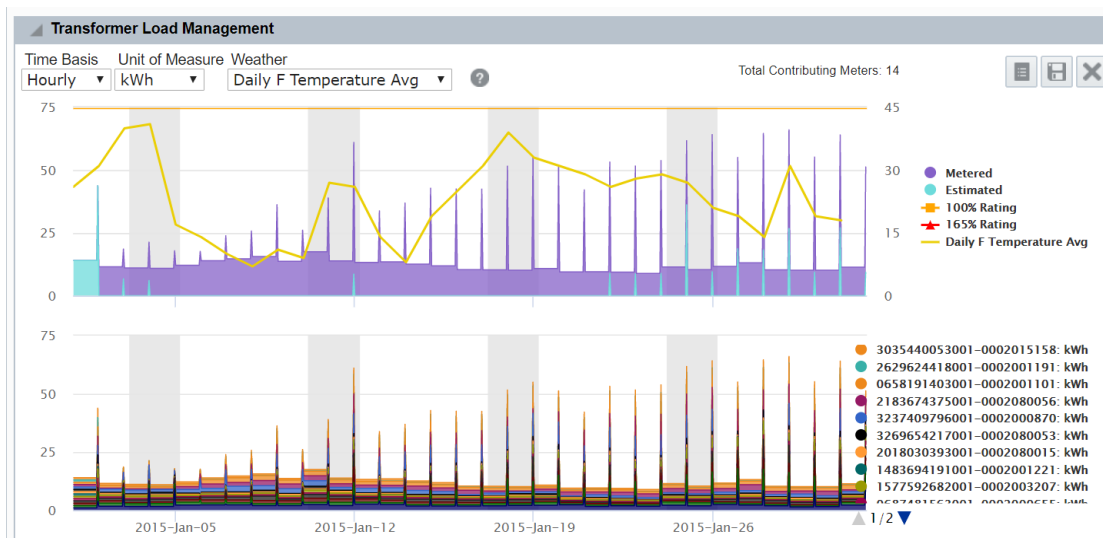 Transformer Load Management
Time Basis Unit of Measure Weather
Hourly kWh Daily F Temperature Avg ?
Total Contributing Meters: 14
75 45
50 30
25 15
0 0
Metered
Estimated
100% Rating
165% Rating
Daily F Temperature Avg
75
50
25
0
2015-Jan-05 2015-Jan-12 2015-Jan-19 2015-Jan-26
3035440053001-0002015158: kWh
2629624418001-0002001191: kWh
0658191403001-0002001101: kWh
2183674375001-0002080056: kWh
3237409796001-0002000870: kWh
3269654217001-0002080053: kWh
2018030393001-0002080015: kWh
1483694191001-0002001221: kWh
1577592682001-0002003207: kWh
1/2